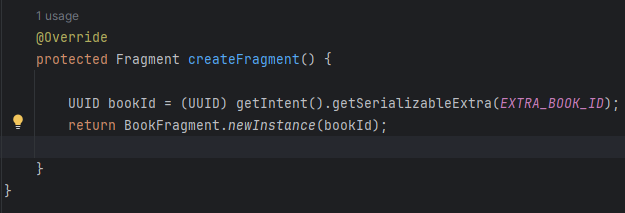 1 usage
@Override
protected Fragment createFragment() {
UUID bookId = (UUID) getIntent().getSerializableExtra(EXTRA_BOOK_ID);
return BookFragment.newInstance(bookId);
}
}